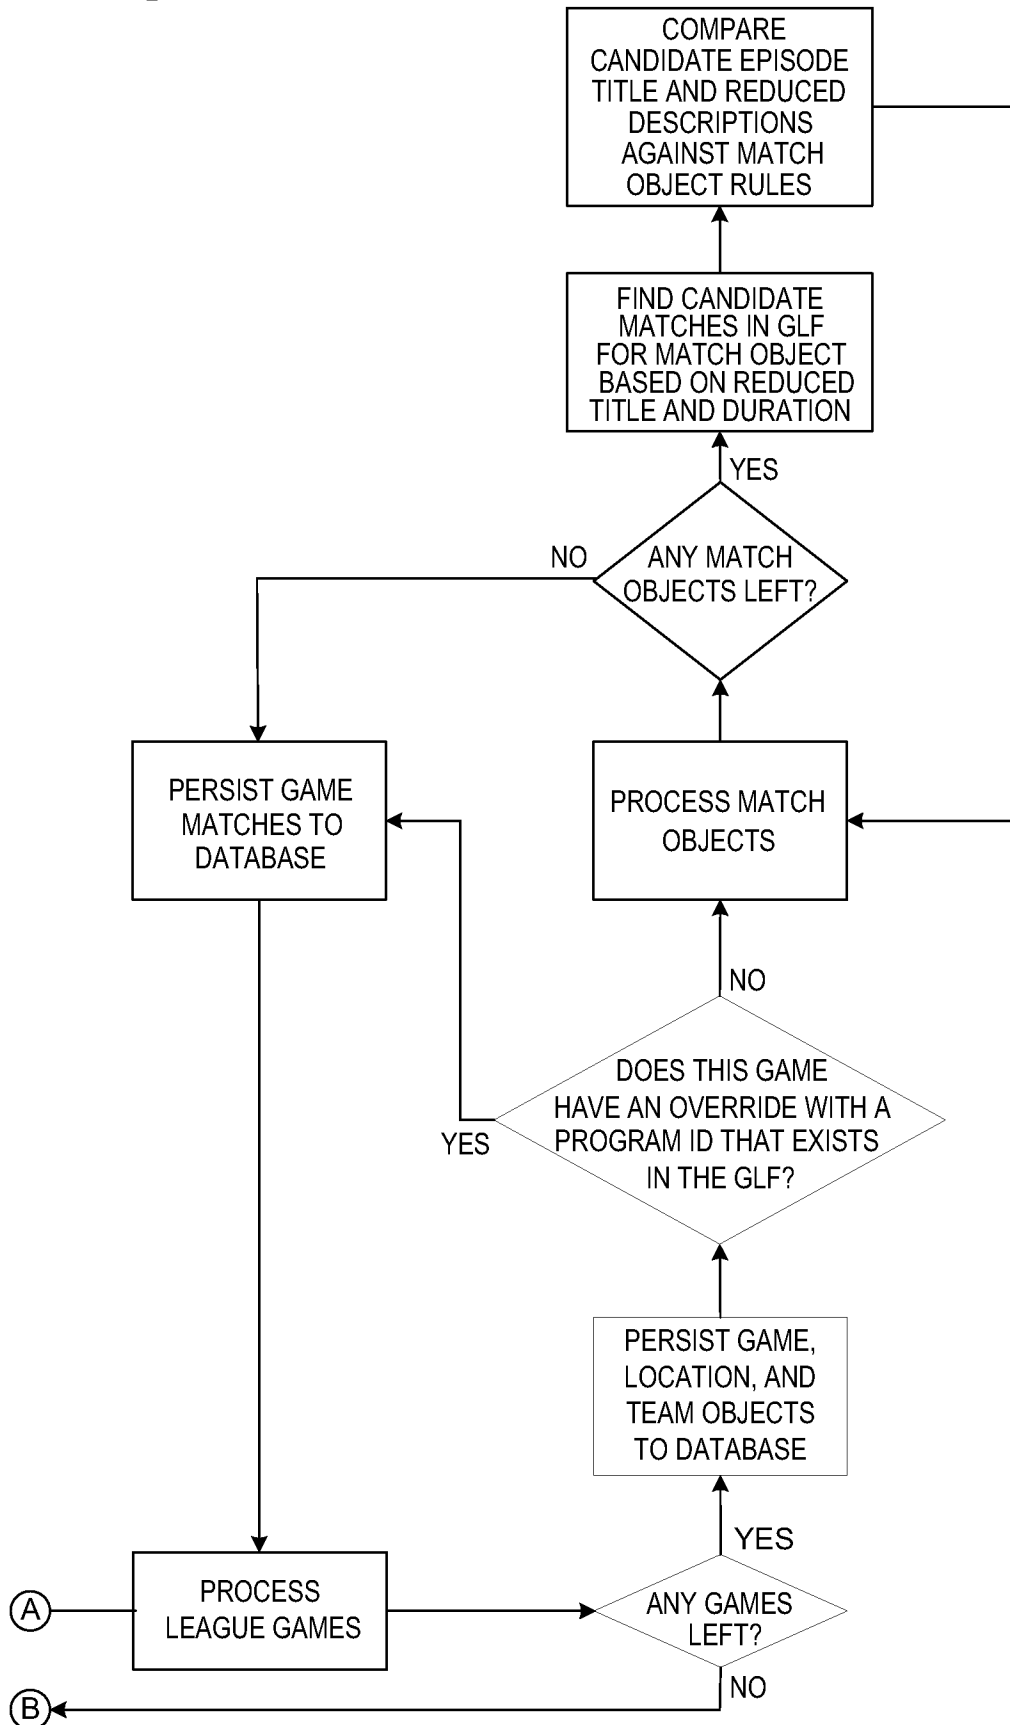 COMPARE
CANDIDATE EPISODE
TITLE AND REDUCED
DESCRIPTIONS
AGAINST MATCH
OBJECT RULES
FIND CANDIDATE
MATCHES IN GLF
FOR MATCH OBJECT
BASED ON REDUCED
TITLE AND DURATION
YES
NO
ANY MATCH
OBJECTS LEFT?
PERSIST GAME
MATCHES TO
DATABASE
PROCESS MATCH
OBJECTS
NO
DOES THIS GAME
HAVE AN OVERRIDE WITH A
PROGRAM ID THAT EXISTS
IN THE GLF?
YES
PERSIST GAME,
LOCATION, AND
TEAM OBJECTS
TO DATABASE
YES
A
PROCESS
LEAGUE GAMES
ANY GAMES
LEFT?
NO
B